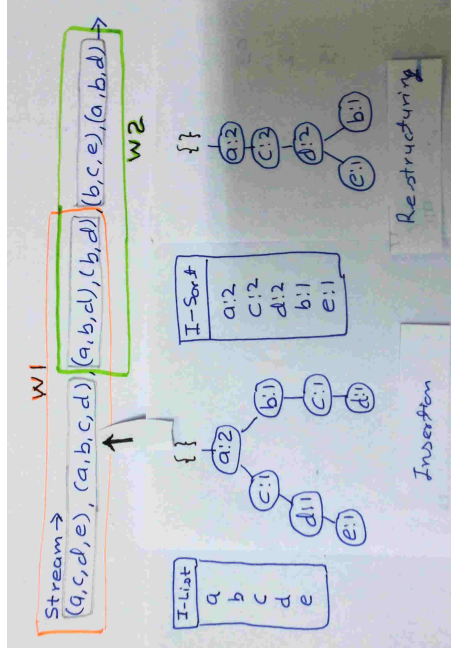 W1
Stream →
(a,c,d,e), (a,b,c,d), (a,b,d),(b,d), (b,c,e),(a,b,d) →
W2
I-List
a
b
c
d
e
{ }
a:2
c:1
b:1
d:1
c:1
e:1
d:1
Insertion
I-Sort
a:2
c:2
d:2
b:1
e:1
{ }
a:2
c:2
d:2
e:1
b:1
Restructuring